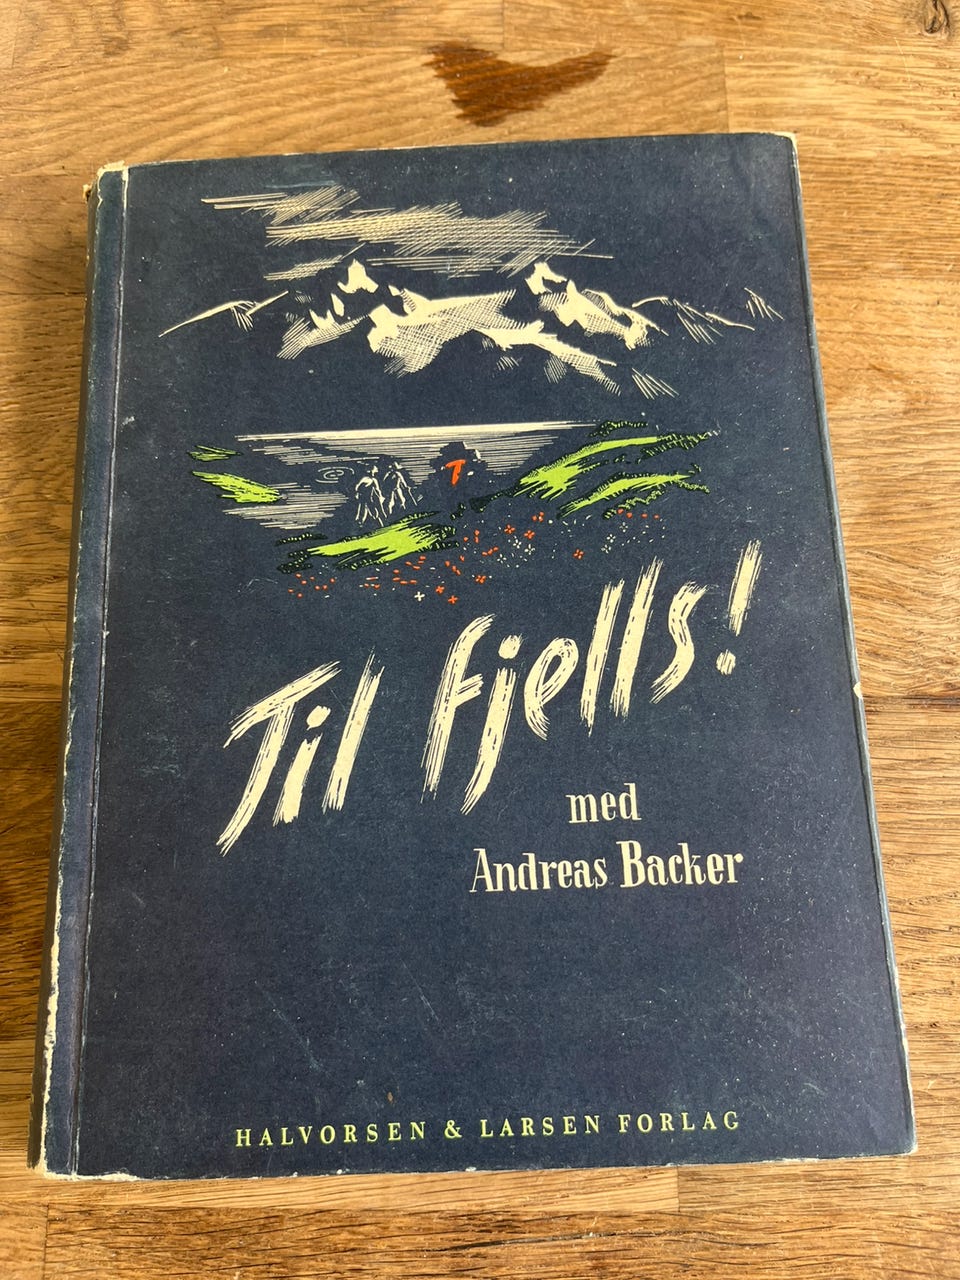 Til fjells!
med
Andreas Backer
HALVORSEN & LARSEN FORLAG